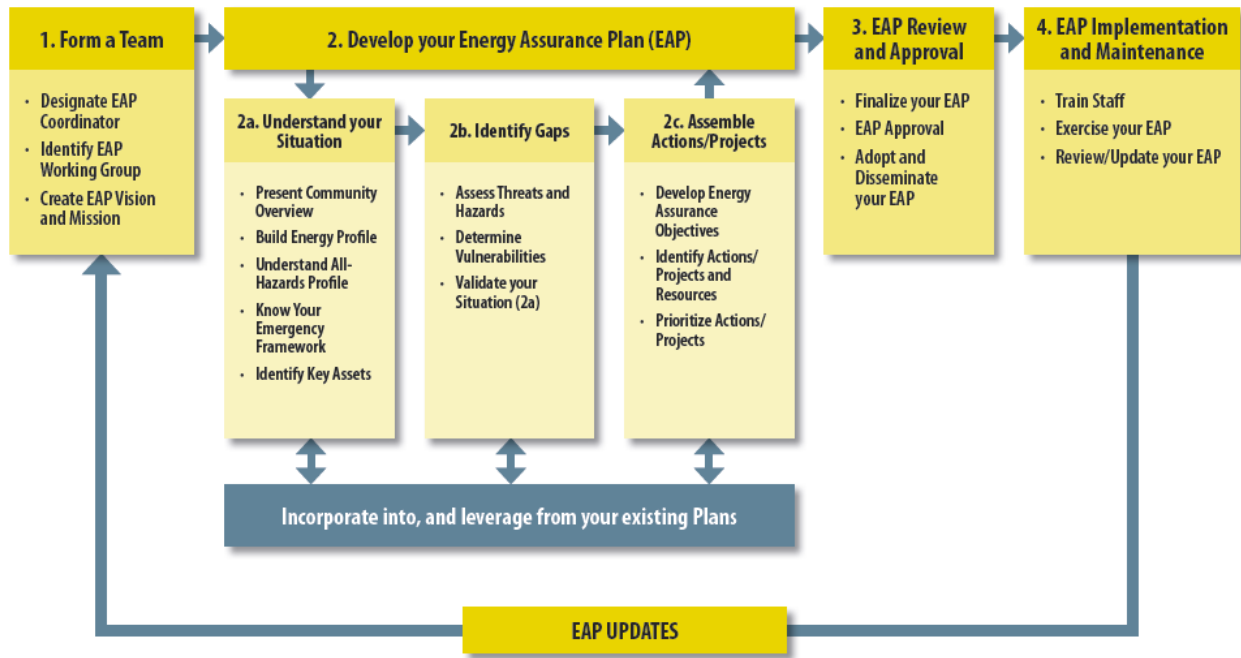 1. Form a Team
• Designate EAP
Coordinator
• Identify EAP
Working Group
• Create EAP Vision
and Mission
2. Develop your Energy Assurance Plan (EAP)
2a. Understand your
Situation
• Present Community
Overview
• Build Energy Profile
• Understand All-
Hazards Profile
• Know Your
Emergency
Framework
• Identify Key Assets
2b. Identify Gaps
• Assess Threats and
Hazards
• Determine
Vulnerabilities
• Validate your
Situation (2a)
2c. Assemble
Actions/Projects
• Develop Energy
Assurance
Objectives
• Identify Actions/
Projects and
Resources
• Prioritize Actions/
Projects
Incorporate into, and leverage from your existing Plans
3. EAP Review
and Approval
• Finalize your EAP
• EAP Approval
• Adopt and
Disseminate
your EAP
4. EAP Implementation
and Maintenance
• Train Staff
• Exercise your EAP
• Review/Update your EAP
EAP UPDATES